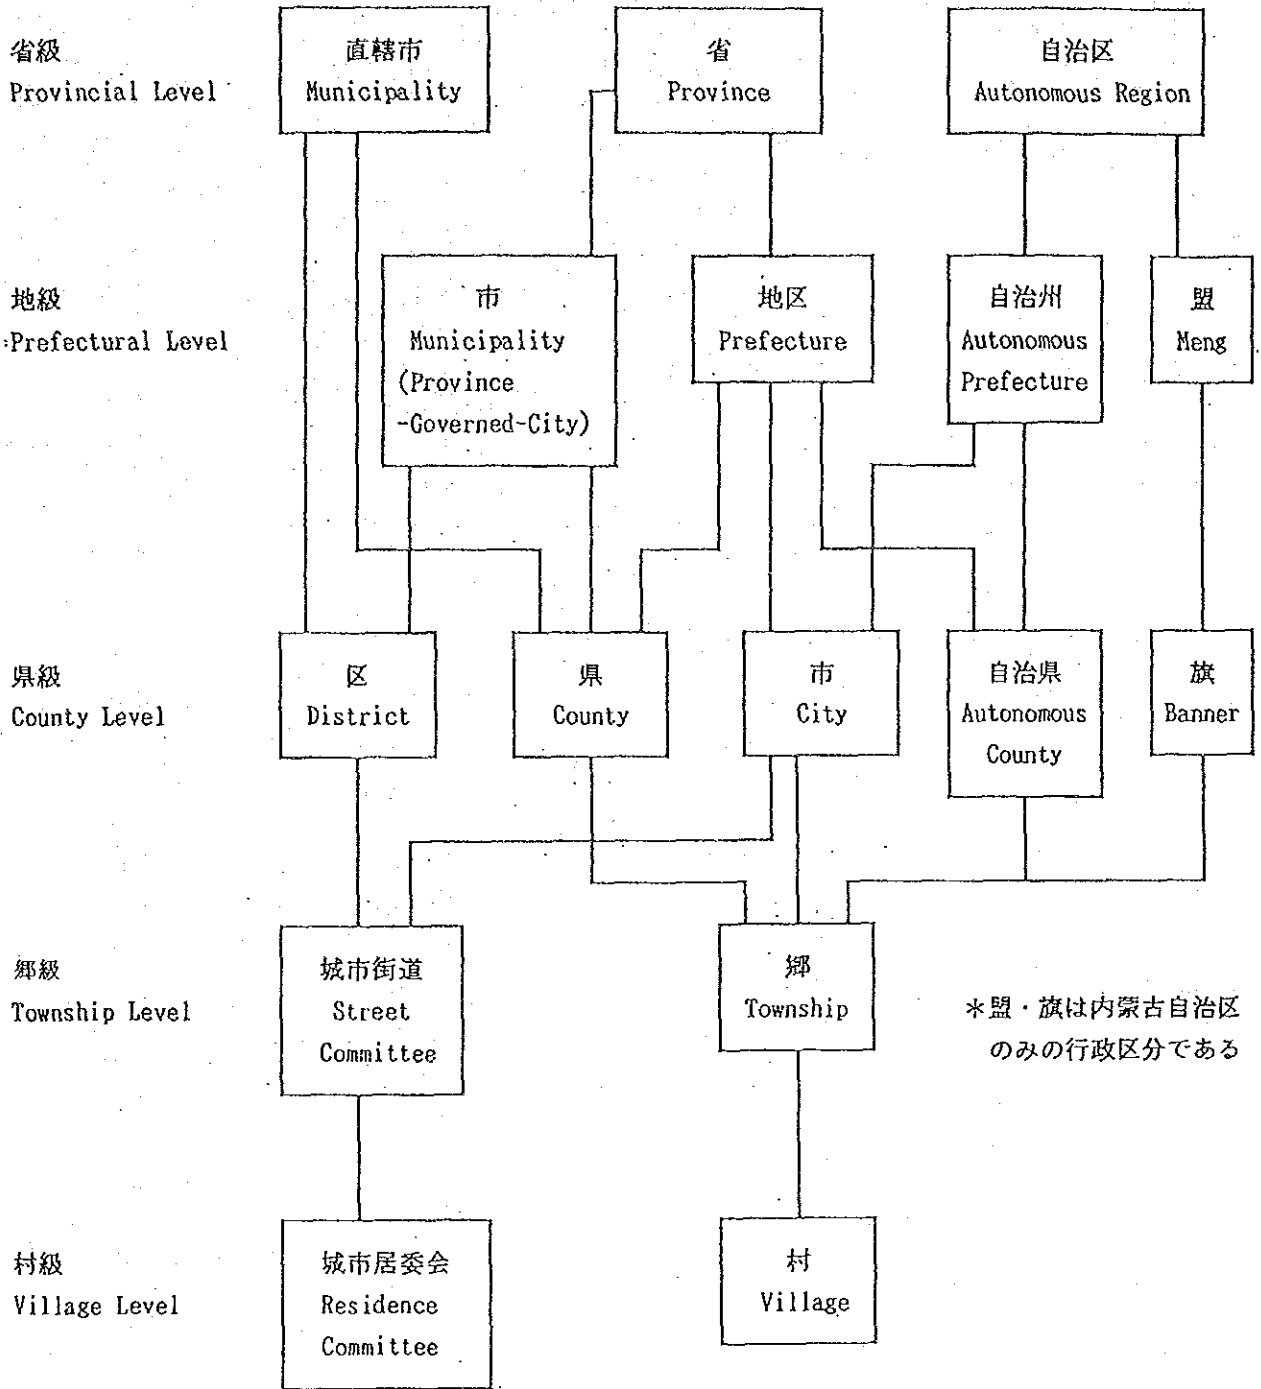 省級
Provincial Level
直轄市
Municipality
省
Province
自治区
Autonomous Region
地級
Prefectural Level
市
Municipality
(Province
-Governed-City)
地区
Prefecture
自治州
Autonomous
Prefecture
盟
Meng
県級
County Level
区
District
県
County
市
City
自治県
Autonomous
County
旗
Banner
郷級
Township Level
城市街道
Street
Committee
郷
Township
＊盟・旗は内蒙古自治区
のみの行政区分である
村級
Village Level
城市居委会
Residence
Committee
村
Village